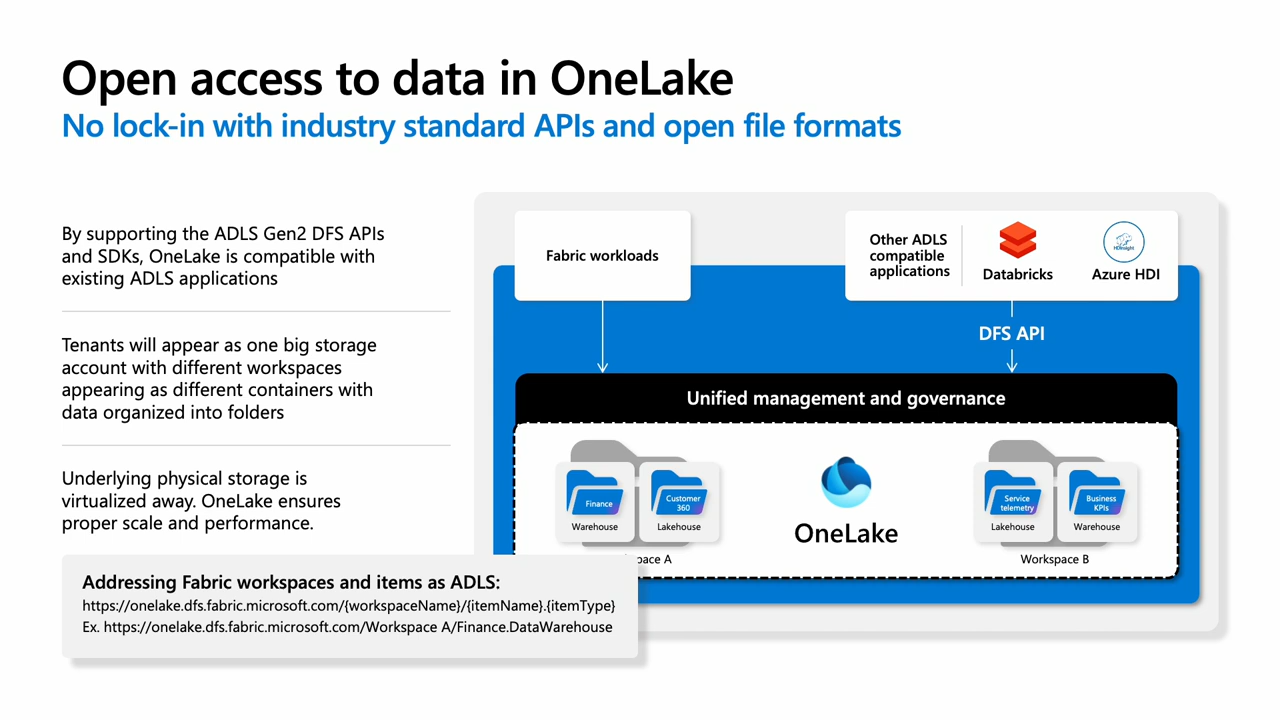 Open access to data in OneLake
No lock-in with industry standard APIs and open file formats
By supporting the ADLS Gen2 DFS APIs
and SDKs, OneLake is compatible with
existing ADLS applications
Tenants will appear as one big storage
account with different workspaces
appearing as different containers with
data organized into folders
Underlying physical storage is
virtualized away. OneLake ensures
proper scale and performance.
Addressing Fabric workspaces and items as ADLS:
https://onelake.dfs.fabric.microsoft.com/{workspaceName}/{itemName}.{itemType}
Ex. https://onelake.dfs.fabric.microsoft.com/Workspace A/Finance.DataWarehouse
Fabric workloads
Other ADLS
compatible
applications
Databricks
HDInsight
Azure HDI
DFS API
Unified management and governance
Finance
Warehouse
Customer
360
Lakehouse
space A
OneLake
Service
telemetry
Lakehouse
Business
KPIs
Warehouse
Workspace B